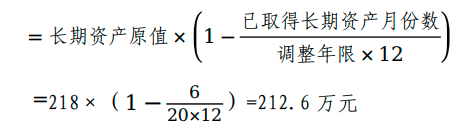 = 长期资产原值 × (1 − 已取得长期资产月份数 / 调整年限 × 12)
=218 × (1 − 6 / 20×12) =212.6 万元